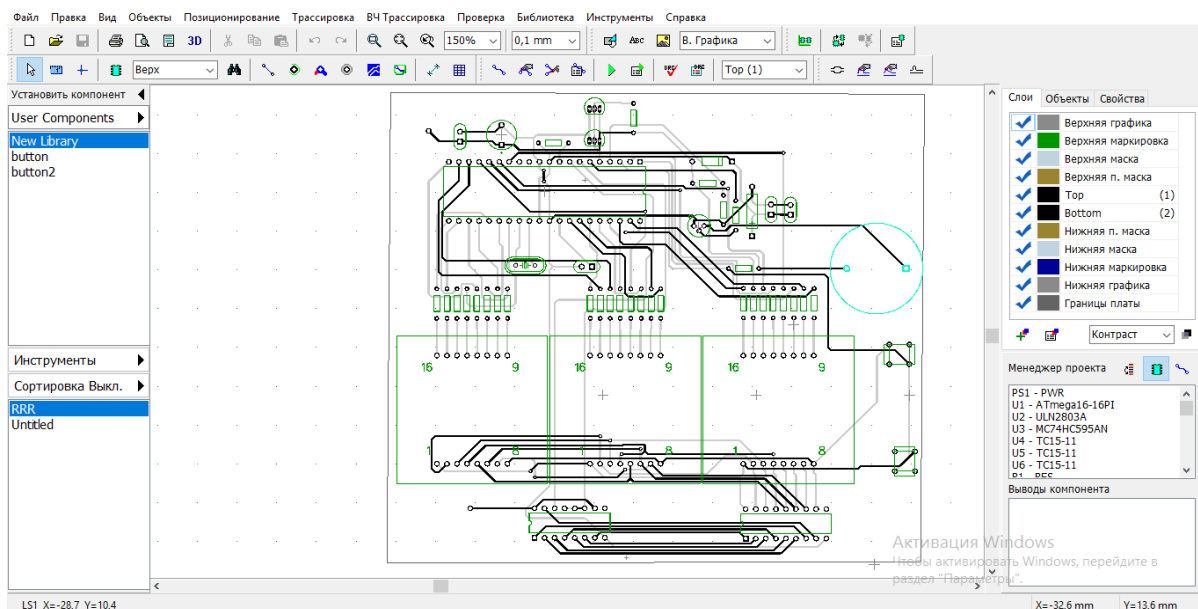 Файл Правка Вид Объекты Позиционирование Трассировка ВЧ Трассировка Проверка Библиотека Инструменты Справка
3D 150% 0,1 mm ABC В. Графика
Верх DRC DRC Top (1)
Установить компонент
User Components
New Library
button
button2
Инструменты
Сортировка Выкл.
RRR
Untitled
16 9 16 9 16 9
1 8 1 8 1 8
Слои Объекты Свойства
Верхняя графика
Верхняя маркировка
Верхняя маска
Верхняя п. маска
Top (1)
Bottom (2)
Нижняя п. маска
Нижняя маска
Нижняя маркировка
Нижняя графика
Границы платы
Контраст
Менеджер проекта
PS1 - PWR
U1 - ATmega16-16PI
U2 - ULN2803A
U3 - MC74HC595AN
U4 - TC15-11
U5 - TC15-11
U6 - TC15-11
Выводы компонента
Активация Windows
Чтобы активировать Windows, перейдите в
раздел "Параметры".
LS1 X=-28,7 Y=10,4
X=-32,6 mm Y=13,6 mm